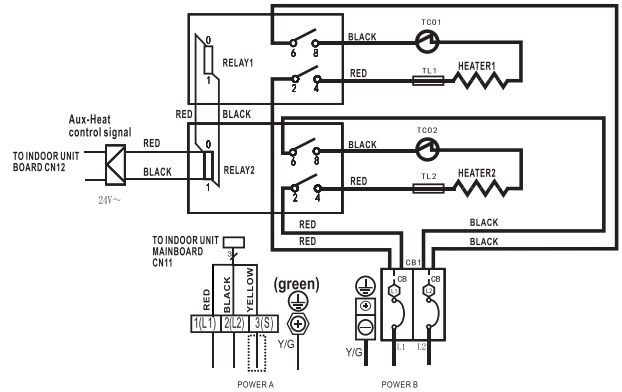 TCO1
BLACK
0
RELAY1
6
8
RED
TL1
HEATER1
1
2
4
RED
BLACK
Aux-Heat
control signal
TCO2
BLACK
0
RED
TO INDOOR UNIT
BOARD CN12
RELAY2
6
8
RED
TL2
HEATER2
BLACK
1
2
4
24V~
RED
BLACK
RED
BLACK
TO INDOOR UNIT
MAINBOARD
CN11
3
CB1
(green)
CB
CB
L1
L2
RED
BLACK
YELLOW
1(L1)
2(L2)
3(S)
Y/G
Y/G
L1
L2
POWER A
POWER B